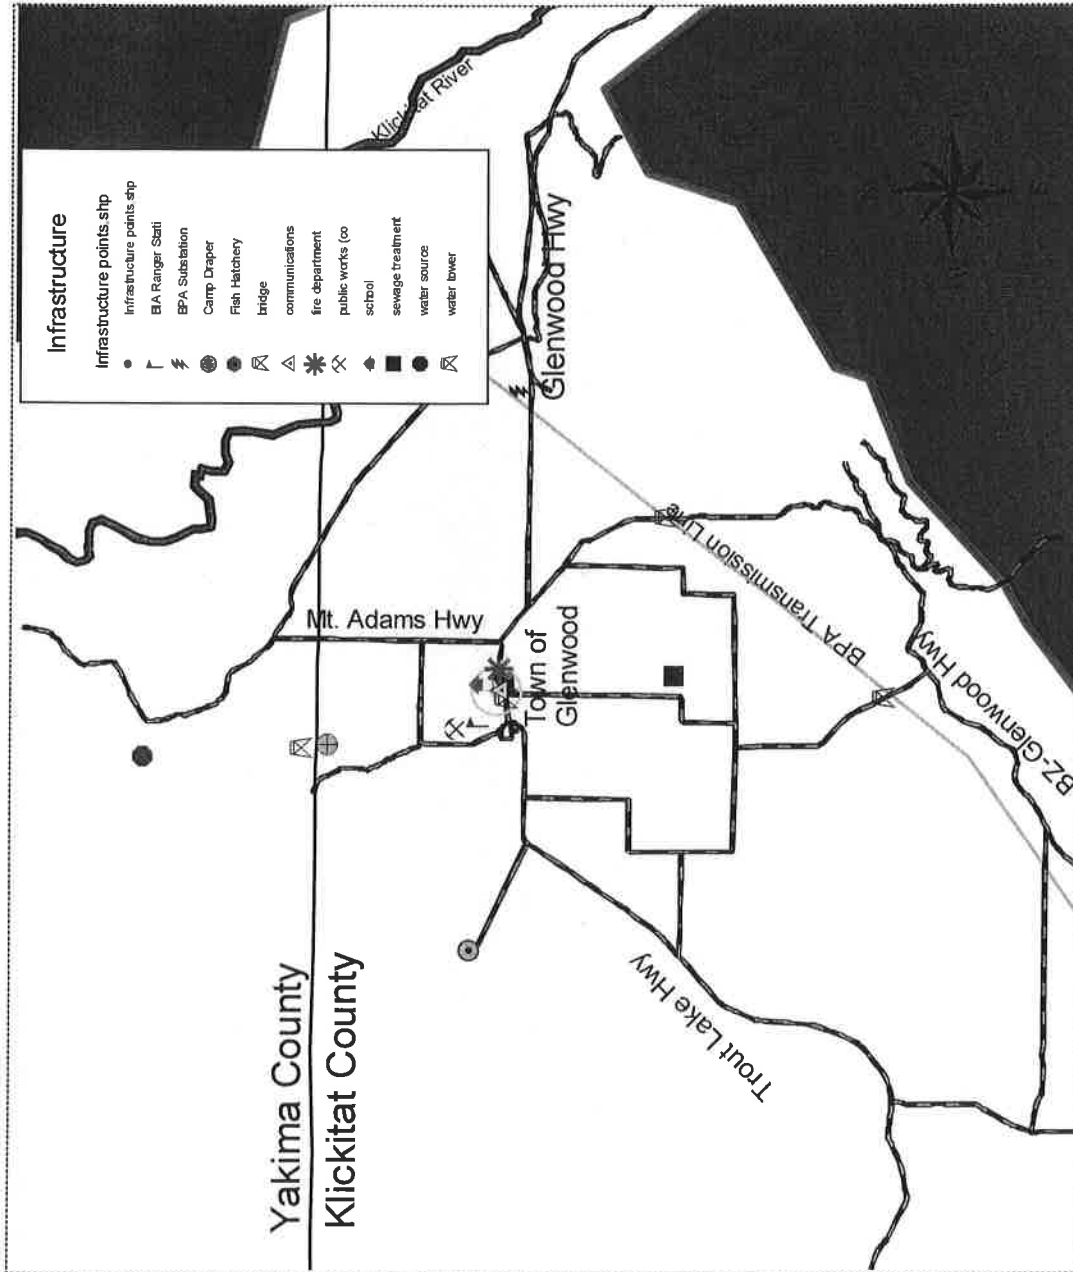 Infrastructure
Infrastructure points.shp
Infrastructure points shp
BIA Ranger Stati
BPA Substation
Camp Draper
Fish Hatchery
bridge
communications
fire department
public works (co
school
sewage treatment
water source
water tower
Yakima County
Klickitat County
Klickitat River
Mt. Adams Hwy
Glenwood Hwy
Town of
Glenwood
BPA Transmission Line
BZ-Glenwood Hwy
Trout Lake Hwy